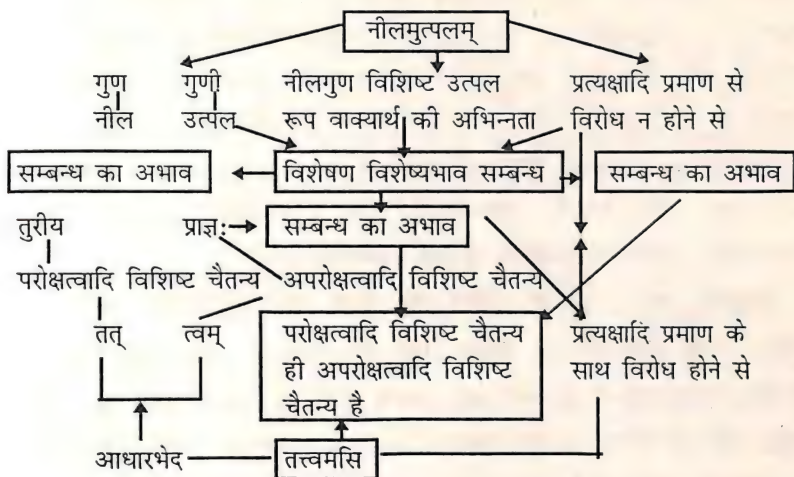 नीलमुत्पलम्
गुण गुणी नीलगुण विशिष्ट उत्पल प्रत्यक्षादि प्रमाण से
नील उत्पल रूप वाक्यार्थ की अभिन्नता विरोध न होने से
सम्बन्ध का अभाव विशेषण विशेष्यभाव सम्बन्ध सम्बन्ध का अभाव
तुरीय प्राज्ञः सम्बन्ध का अभाव
परोक्षत्वादि विशिष्ट चैतन्य अपरोक्षत्वादि विशिष्ट चैतन्य
तत् त्वम् परोक्षत्वादि विशिष्ट चैतन्य प्रत्यक्षादि प्रमाण के
ही अपरोक्षत्वादि विशिष्ट साथ विरोध होने से
चैतन्य है
आधारभेद तत्त्वमसि